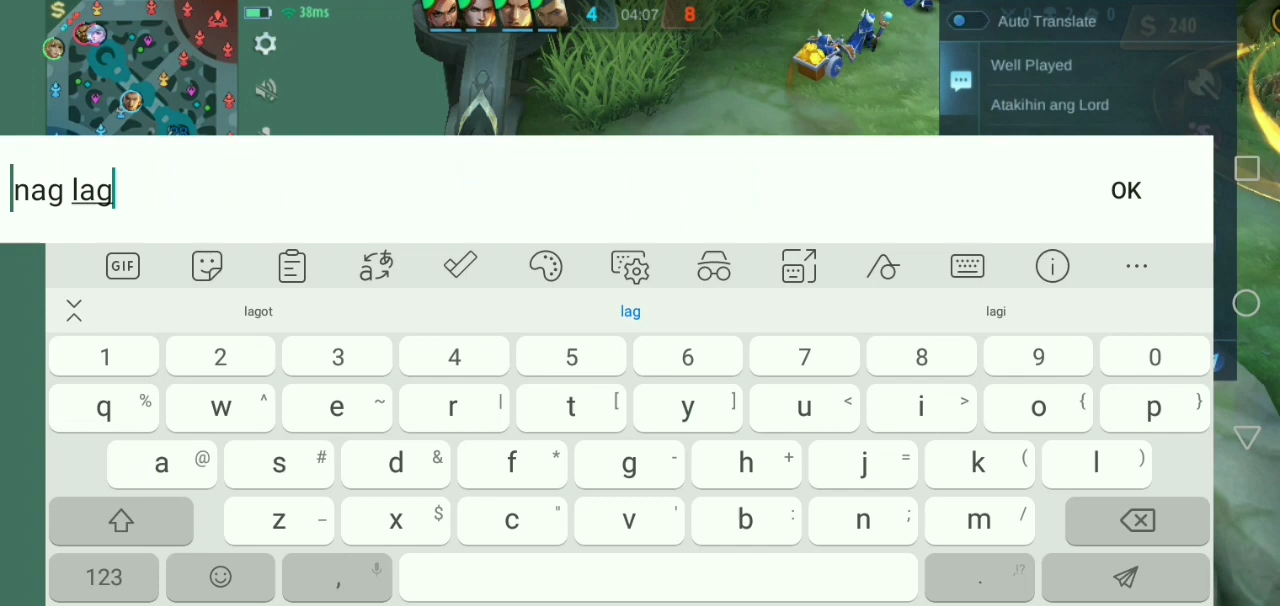 $
38ms
4 04:07 8
Auto Translate
$ 240
Well Played
Atakihin ang Lord
nag lag
OK
GIF
lagot lag lagi
1 2 3 4 5 6 7 8 9 0
q % w ^ e ~ r | t [ y ] u < i > o { p }
a @ s # d & f * g - h + j = k ( l )
z _ x $ c " v ' b : n ; m /
123 , . ,!?